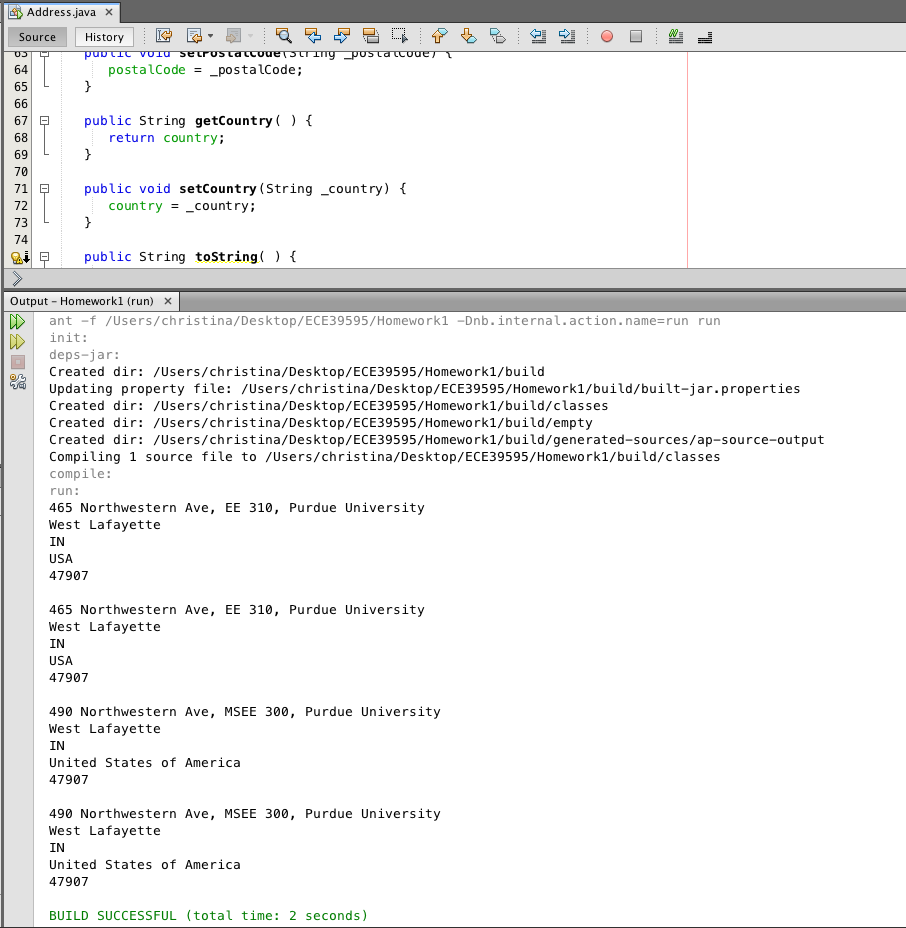 Address.java
Source History
63 public void setPostalCode(String _postalCode) {
64 postalCode = _postalCode;
65 }
66
67 public String getCountry( ) {
68 return country;
69 }
70
71 public void setCountry(String _country) {
72 country = _country;
73 }
74
public String toString( ) {
Output – Homework1 (run)
ant -f /Users/christina/Desktop/ECE39595/Homework1 -Dnb.internal.action.name=run run
init:
deps-jar:
Created dir: /Users/christina/Desktop/ECE39595/Homework1/build
Updating property file: /Users/christina/Desktop/ECE39595/Homework1/build/built-jar.properties
Created dir: /Users/christina/Desktop/ECE39595/Homework1/build/classes
Created dir: /Users/christina/Desktop/ECE39595/Homework1/build/empty
Created dir: /Users/christina/Desktop/ECE39595/Homework1/build/generated-sources/ap-source-output
Compiling 1 source file to /Users/christina/Desktop/ECE39595/Homework1/build/classes
compile:
run:
465 Northwestern Ave, EE 310, Purdue University
West Lafayette
IN
USA
47907

465 Northwestern Ave, EE 310, Purdue University
West Lafayette
IN
USA
47907

490 Northwestern Ave, MSEE 300, Purdue University
West Lafayette
IN
United States of America
47907

490 Northwestern Ave, MSEE 300, Purdue University
West Lafayette
IN
United States of America
47907

BUILD SUCCESSFUL (total time: 2 seconds)